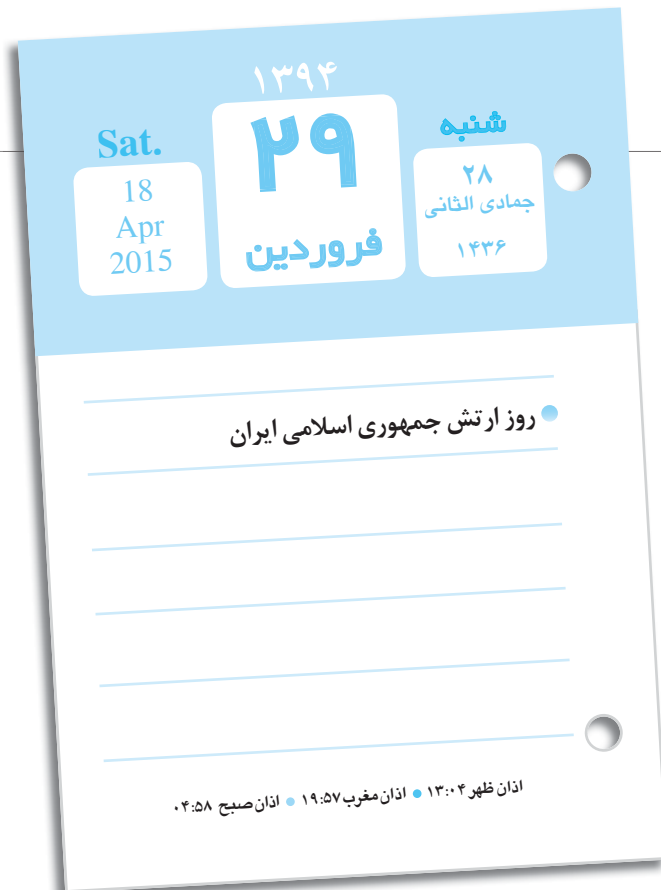 ۱۳۹۴
شنبه
۲۸
جمادی الثانی
۱۴۳۶
۲۹
فروردین
Sat.
18
Apr
2015
روز ارتش جمهوری اسلامی ایران
اذان ظهر ۱۳:۰۴ • اذان مغرب ۱۹:۵۷ • اذان صبح ۰۴:۵۸